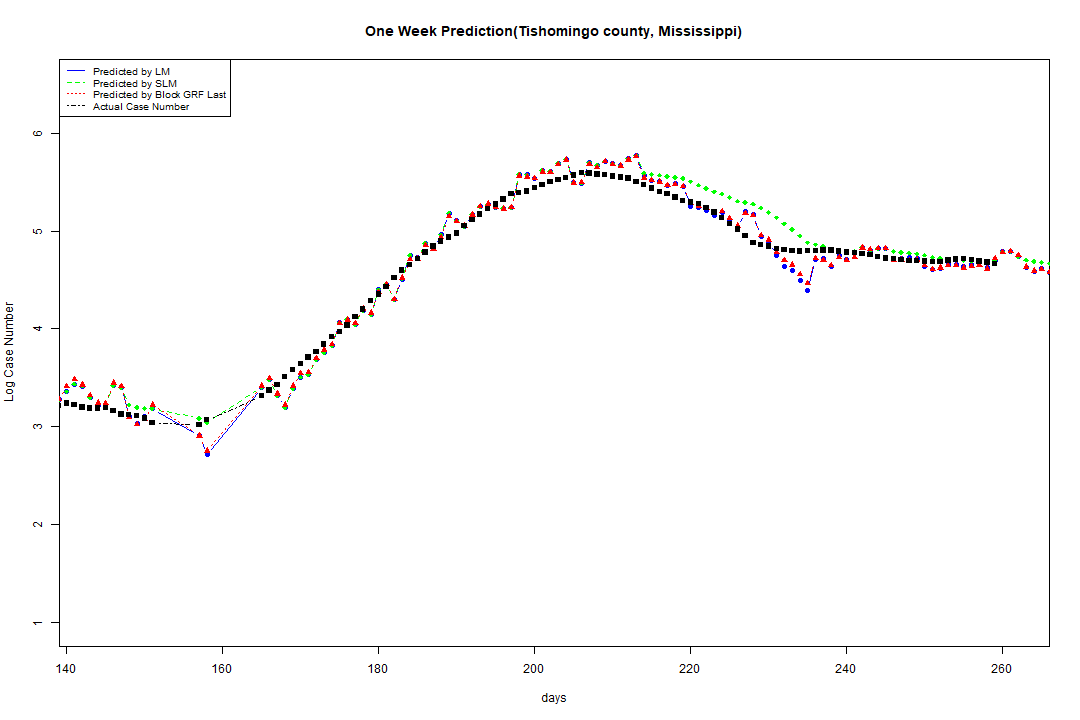 One Week Prediction(Tishomingo county, Mississippi)
Predicted by LM
Predicted by SLM
Predicted by Block GRF Last
Actual Case Number
6
5
4
3
2
1
Log Case Number
140 160 180 200 220 240 260
days